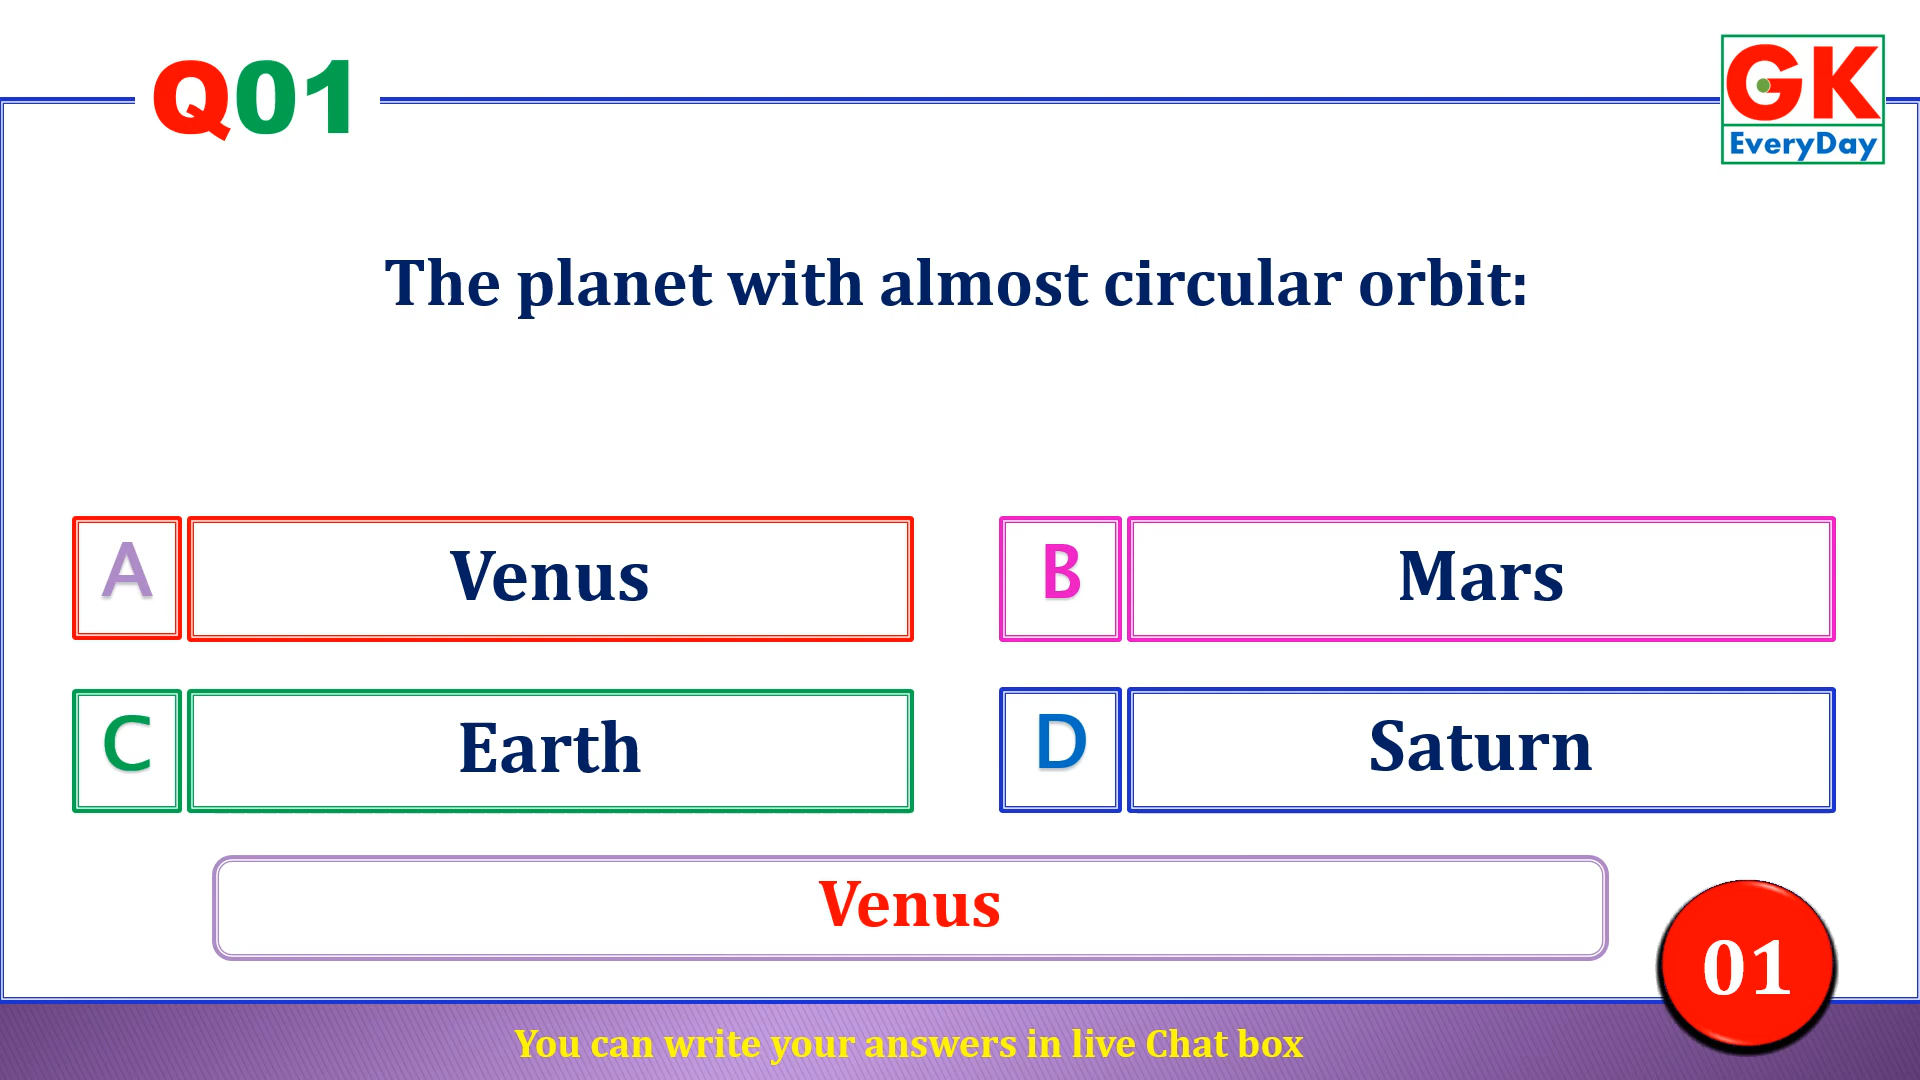 Q01
GK
EveryDay
The planet with almost circular orbit:
A
Venus
B
Mars
C
Earth
D
Saturn
Venus
01
You can write your answers in live Chat box